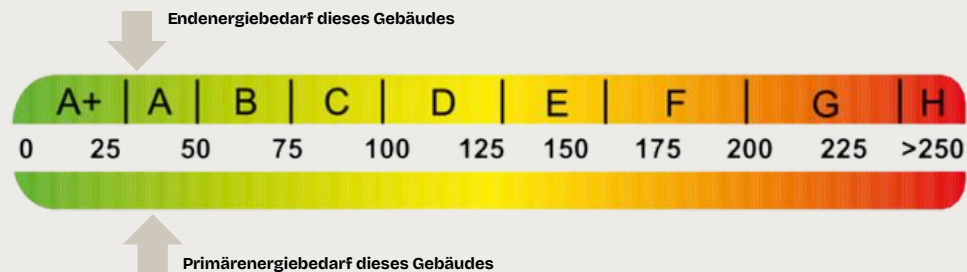 Endenergiebedarf dieses Gebäudes
A+ | A | B | C | D | E | F | G | H
0 25 50 75 100 125 150 175 200 225 >250
Primärenergiebedarf dieses Gebäudes